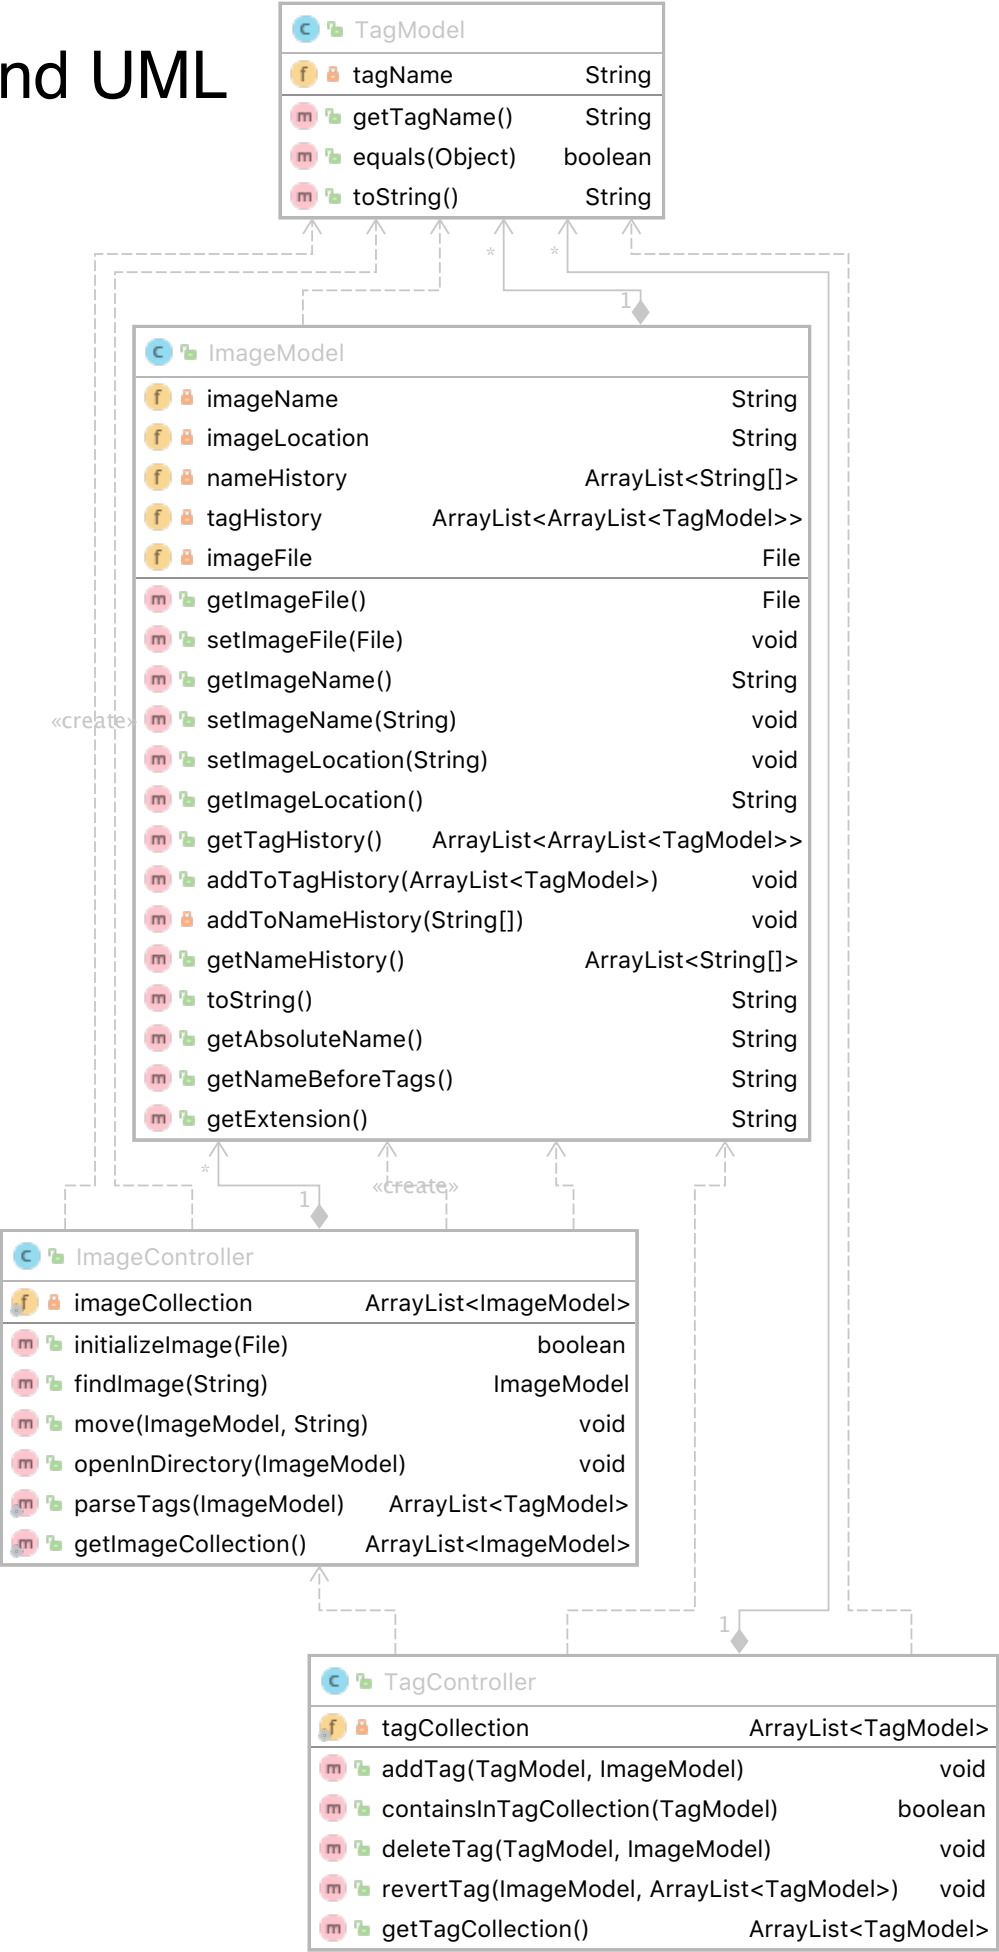 nd UML
TagModel
tagName String
getTagName() String
equals(Object) boolean
toString() String
* *
1
ImageModel
imageName String
imageLocation String
nameHistory ArrayList<String[]>
tagHistory ArrayList<ArrayList<TagModel>>
imageFile File
getImageFile() File
setImageFile(File) void
getImageName() String
«create» setImageName(String) void
setImageLocation(String) void
getImageLocation() String
getTagHistory() ArrayList<ArrayList<TagModel>>
addToTagHistory(ArrayList<TagModel>) void
addToNameHistory(String[]) void
getNameHistory() ArrayList<String[]>
toString() String
getAbsoluteName() String
getNameBeforeTags() String
getExtension() String
*
«create»
1
ImageController
imageCollection ArrayList<ImageModel>
initializeImage(File) boolean
findImage(String) ImageModel
move(ImageModel, String) void
openInDirectory(ImageModel) void
parseTags(ImageModel) ArrayList<TagModel>
getImageCollection() ArrayList<ImageModel>
1
TagController
tagCollection ArrayList<TagModel>
addTag(TagModel, ImageModel) void
containsInTagCollection(TagModel) boolean
deleteTag(TagModel, ImageModel) void
revertTag(ImageModel, ArrayList<TagModel>) void
getTagCollection() ArrayList<TagModel>